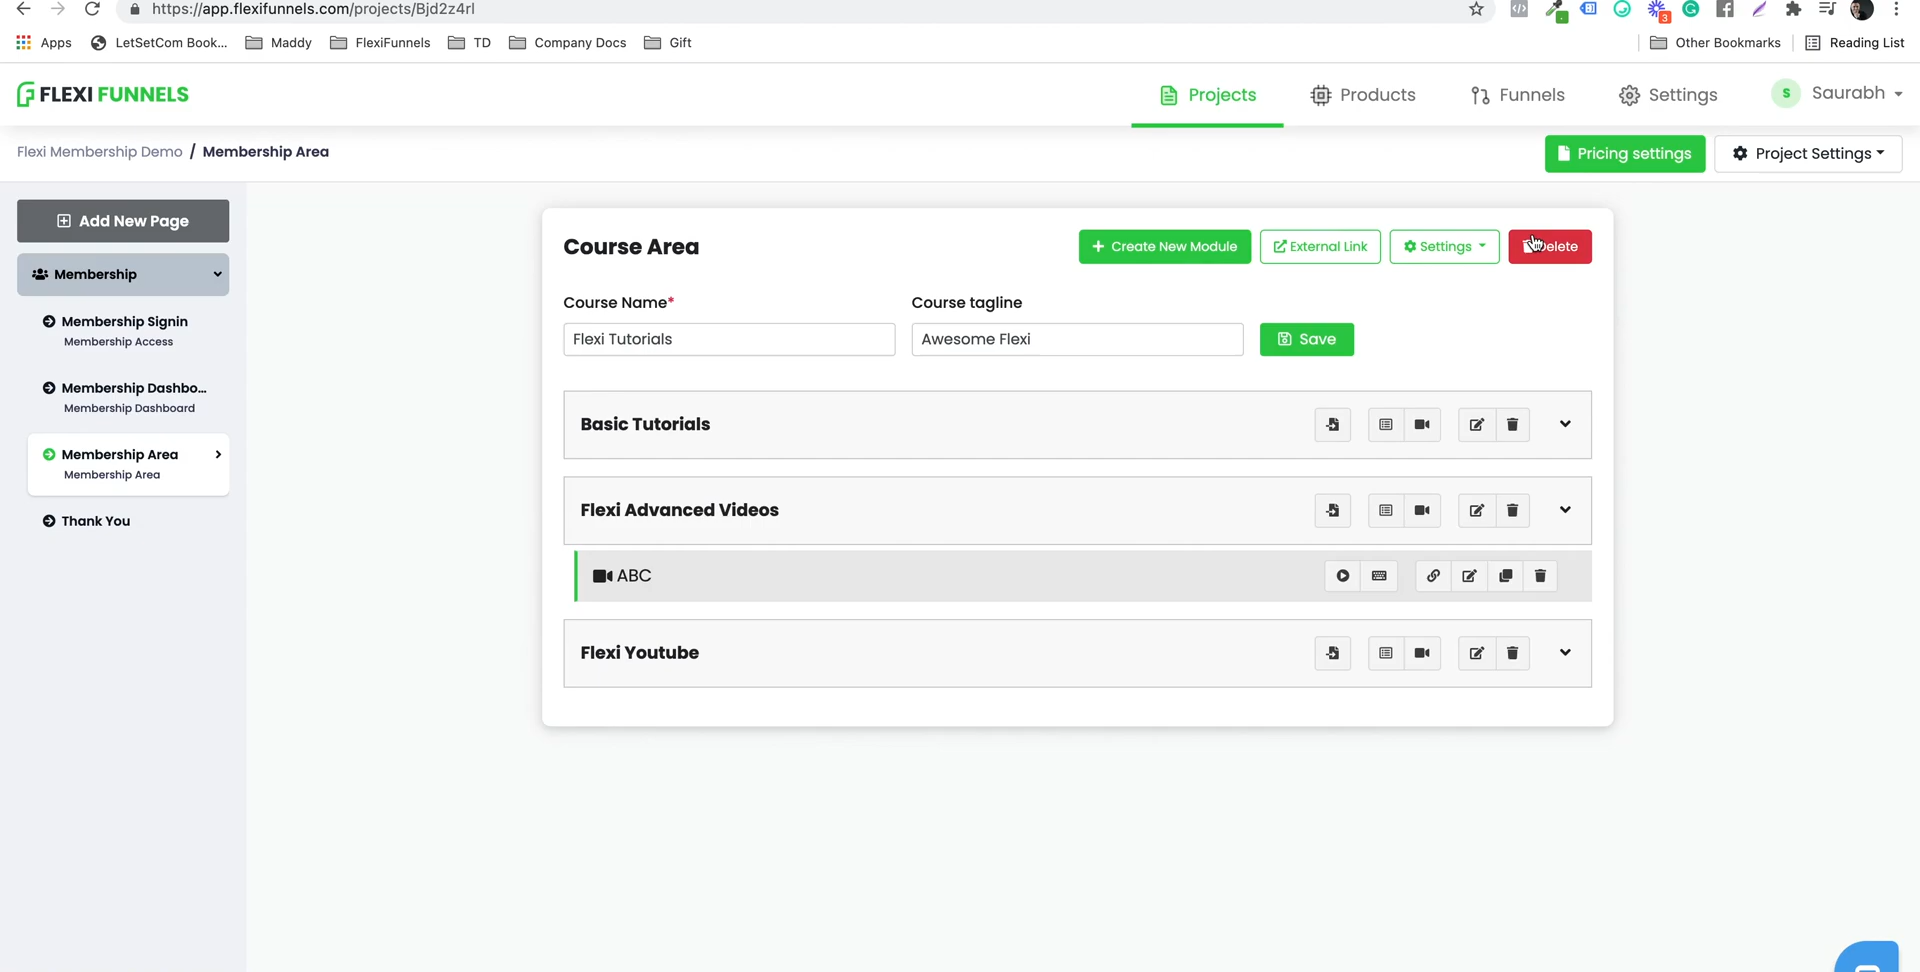 https://app.flexifunnels.com/projects/Bjd2z4rl
3
Apps LetSetCom Book... Maddy FlexiFunnels TD Company Docs Gift Other Bookmarks Reading List
FLEXI FUNNELS
Projects Products Funnels Settings S Saurabh
Flexi Membership Demo / Membership Area
Pricing settings Project Settings
Add New Page
Membership
Membership Signin
Membership Access
Membership Dashbo...
Membership Dashboard
Membership Area
Membership Area
Thank You
Course Area
Create New Module External Link Settings
Course Name* Course tagline
Flexi Tutorials Awesome Flexi Save
Basic Tutorials
Flexi Advanced Videos
ABC
Flexi Youtube